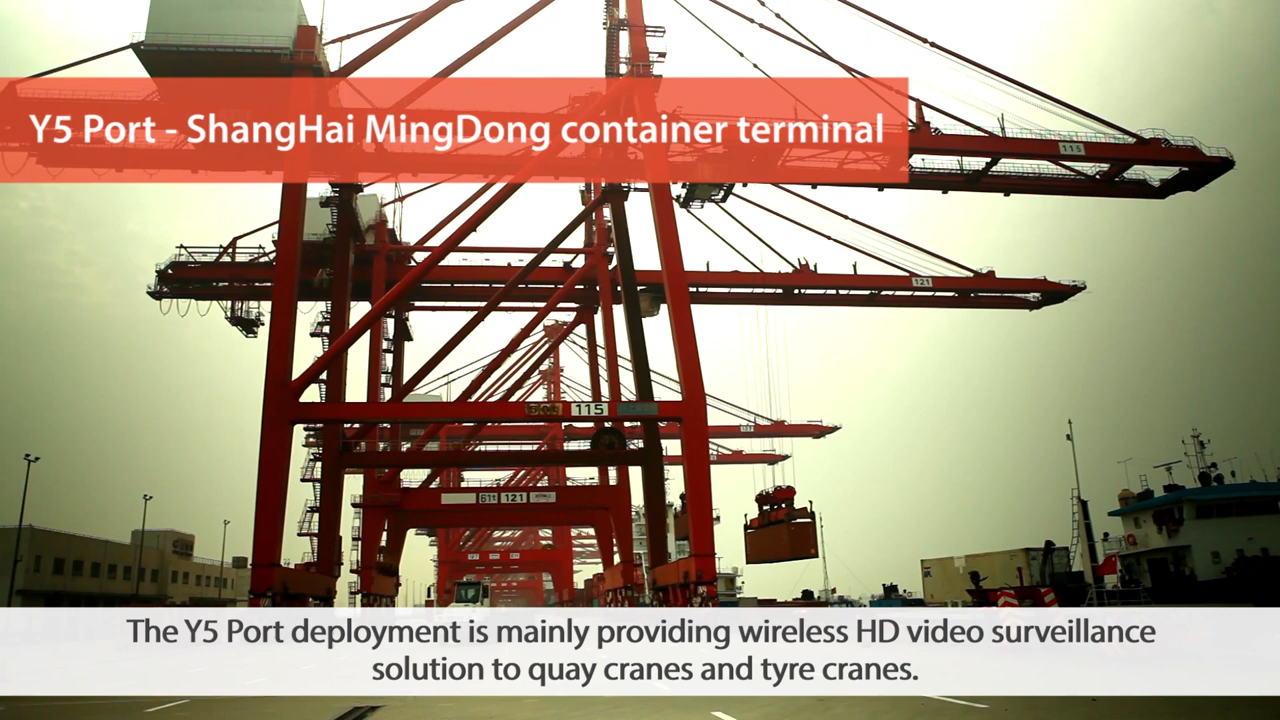 Y5 Port - ShangHai MingDong container terminal
115
121
115
61t 121
The Y5 Port deployment is mainly providing wireless HD video surveillance
solution to quay cranes and tyre cranes.